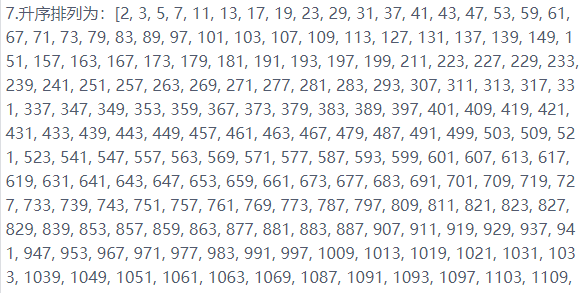 7.升序排列为：[2, 3, 5, 7, 11, 13, 17, 19, 23, 29, 31, 37, 41, 43, 47, 53, 59, 61,
67, 71, 73, 79, 83, 89, 97, 101, 103, 107, 109, 113, 127, 131, 137, 139, 149, 1
51, 157, 163, 167, 173, 179, 181, 191, 193, 197, 199, 211, 223, 227, 229, 233,
239, 241, 251, 257, 263, 269, 271, 277, 281, 283, 293, 307, 311, 313, 317, 33
1, 337, 347, 349, 353, 359, 367, 373, 379, 383, 389, 397, 401, 409, 419, 421,
431, 433, 439, 443, 449, 457, 461, 463, 467, 479, 487, 491, 499, 503, 509, 52
1, 523, 541, 547, 557, 563, 569, 571, 577, 587, 593, 599, 601, 607, 613, 617,
619, 631, 641, 643, 647, 653, 659, 661, 673, 677, 683, 691, 701, 709, 719, 72
7, 733, 739, 743, 751, 757, 761, 769, 773, 787, 797, 809, 811, 821, 823, 827,
829, 839, 853, 857, 859, 863, 877, 881, 883, 887, 907, 911, 919, 929, 937, 94
1, 947, 953, 967, 971, 977, 983, 991, 997, 1009, 1013, 1019, 1021, 1031, 103
3, 1039, 1049, 1051, 1061, 1063, 1069, 1087, 1091, 1093, 1097, 1103, 1109,